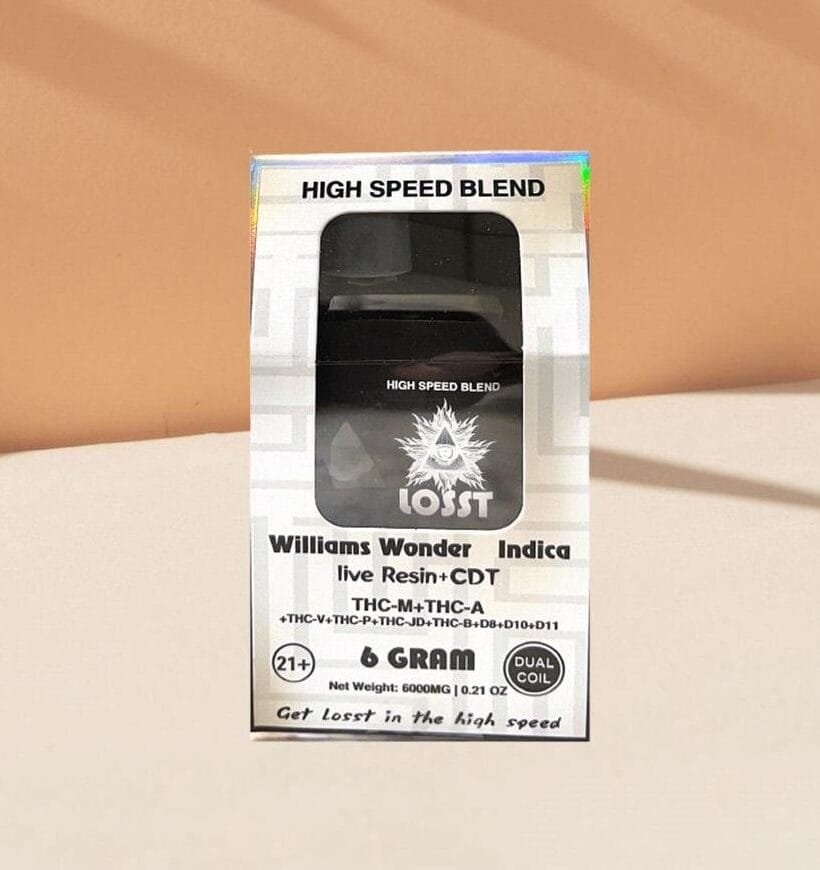 HIGH SPEED BLEND
HIGH SPEED BLEND
LOSST
Williams Wonder Indica
live Resin+CDT
THC-M+THC-A
+THC-V+THC-P+THC-JD+THC-B+D8+D10+D11
21+
6 GRAM
DUAL
COIL
Net Weight: 6000MG | 0.21 OZ
Get Losst in the high speed